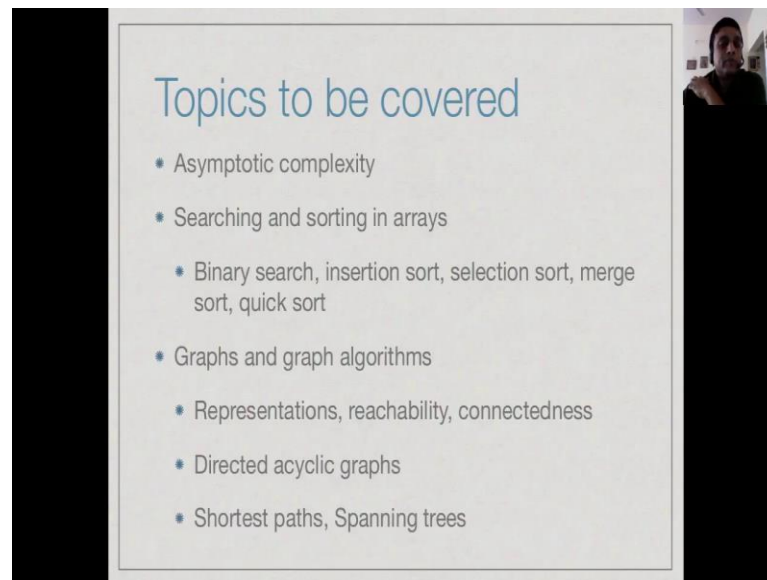 Topics to be covered
Asymptotic complexity
Searching and sorting in arrays
Binary search, insertion sort, selection sort, merge
sort, quick sort
Graphs and graph algorithms
Representations, reachability, connectedness
Directed acyclic graphs
Shortest paths, Spanning trees